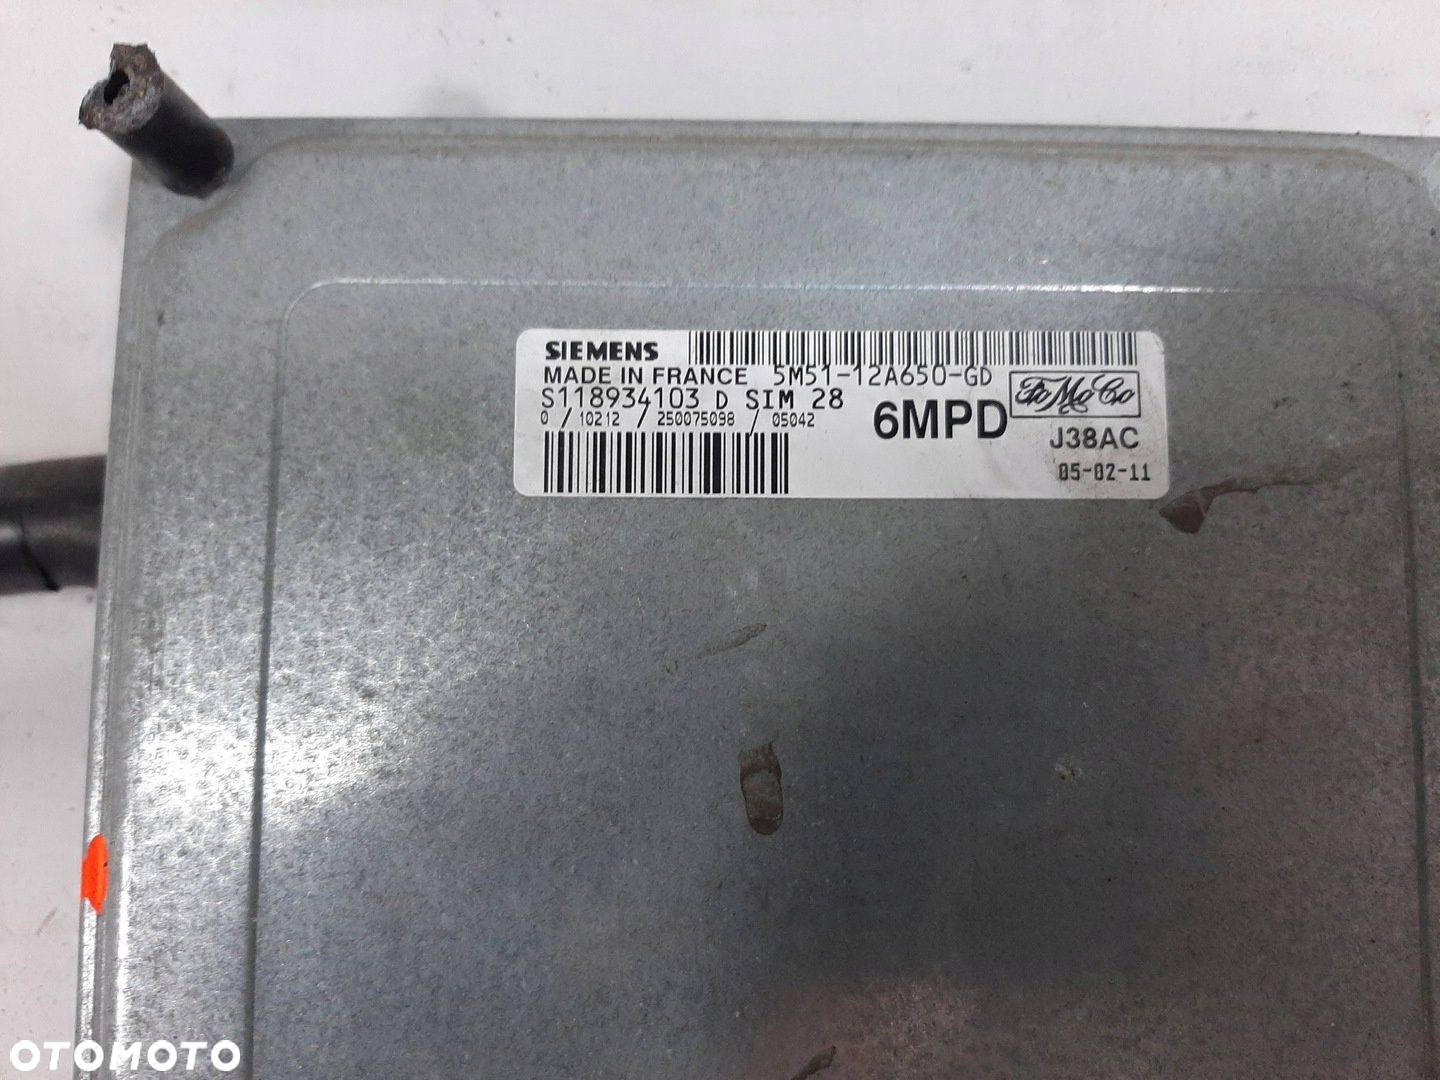 SIEMENS
MADE IN FRANCE 5M51-12A650-GD
S118934103 D SIM 28
0 / 10212 / 250075098 / 05042
6MPD
FoMoCo
J38AC
05-02-11
OTOMOTO